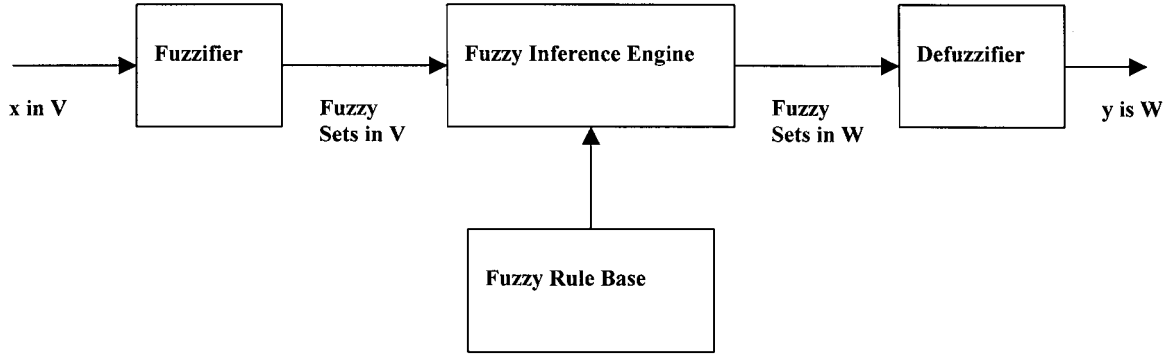 Fuzzifier
Fuzzy Inference Engine
Defuzzifier
x in V
Fuzzy
Sets in V
Fuzzy
Sets in W
y is W
Fuzzy Rule Base